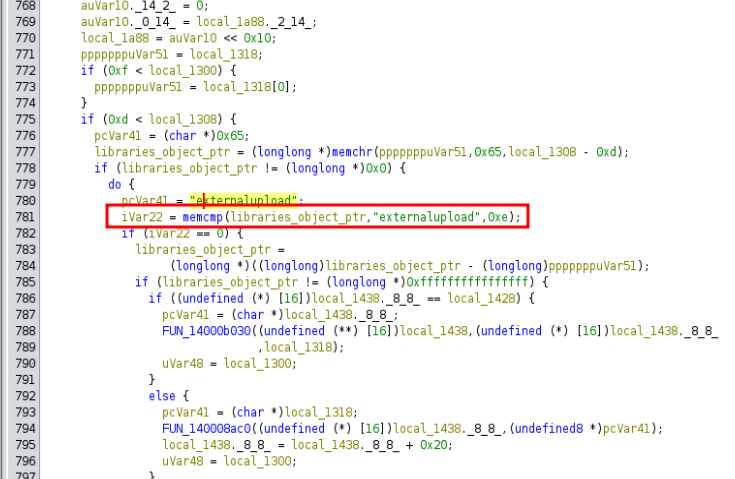 768 auVar10._14_2_ = 0;
769 auVar10._0_14_ = local_1a88._2_14_;
770 local_1a88 = auVar10 << 0x10;
771 pppppppuVar51 = local_1318;
772 if (0xf < local_1300) {
773 pppppppuVar51 = local_1318[0];
774 }
775 if (0xd < local_1308) {
776 pcVar41 = (char *)0x65;
777 libraries_object_ptr = (longlong *)memchr(pppppppuVar51,0x65,local_1308 - 0xd);
778 if (libraries_object_ptr != (longlong *)0x0) {
779 do {
780 pcVar41 = "externalupload";
781 iVar22 = memcmp(libraries_object_ptr,"externalupload",0xe);
782 if (iVar22 == 0) {
783 libraries_object_ptr =
784 (longlong *)((longlong)libraries_object_ptr - (longlong)pppppppuVar51);
785 if (libraries_object_ptr != (longlong *)0xffffffffffffffff) {
786 if ((undefined (*) [16])local_1438._8_8_ == local_1428) {
787 pcVar41 = (char *)local_1438._8_8_;
788 FUN_14000b030((undefined (**) [16])local_1438,(undefined (*) [16])local_1438._8_8_
789 ,local_1318);
790 uVar48 = local_1300;
791 }
792 else {
793 pcVar41 = (char *)local_1318;
794 FUN_140008ac0((undefined (*) [16])local_1438._8_8_,(undefined8 *)pcVar41);
795 local_1438._8_8_ = local_1438._8_8_ + 0x20;
796 uVar48 = local_1300;
797 }